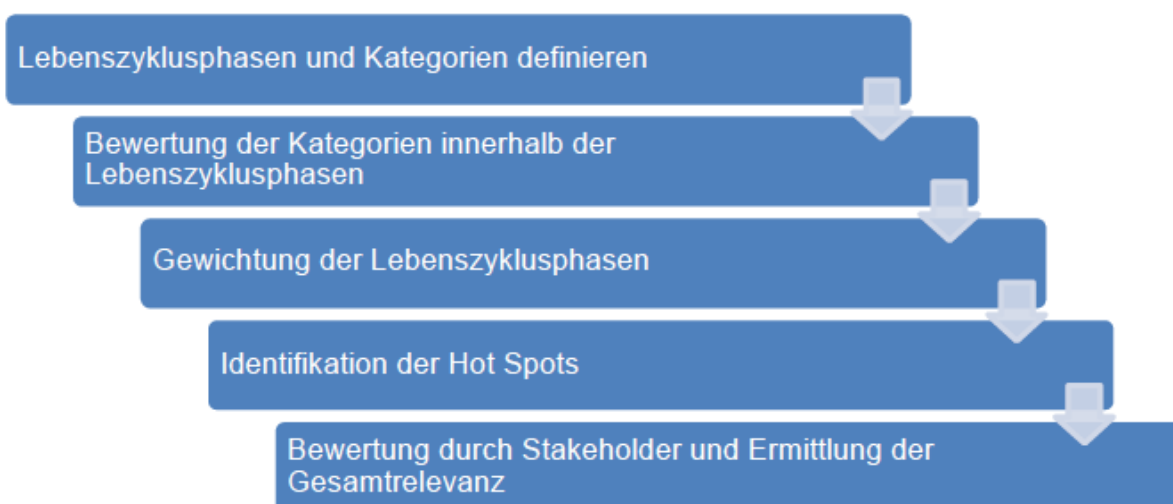 Lebenszyklusphasen und Kategorien definieren
Bewertung der Kategorien innerhalb der
Lebenszyklusphasen
Gewichtung der Lebenszyklusphasen
Identifikation der Hot Spots
Bewertung durch Stakeholder und Ermittlung der
Gesamtrelevanz